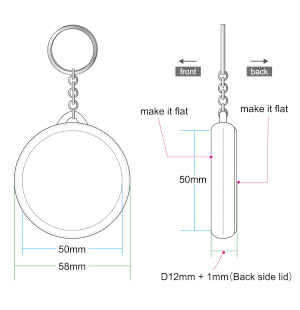 front
back
make it flat
make it flat
50mm
50mm
58mm
D12mm + 1mm(Back side lid)